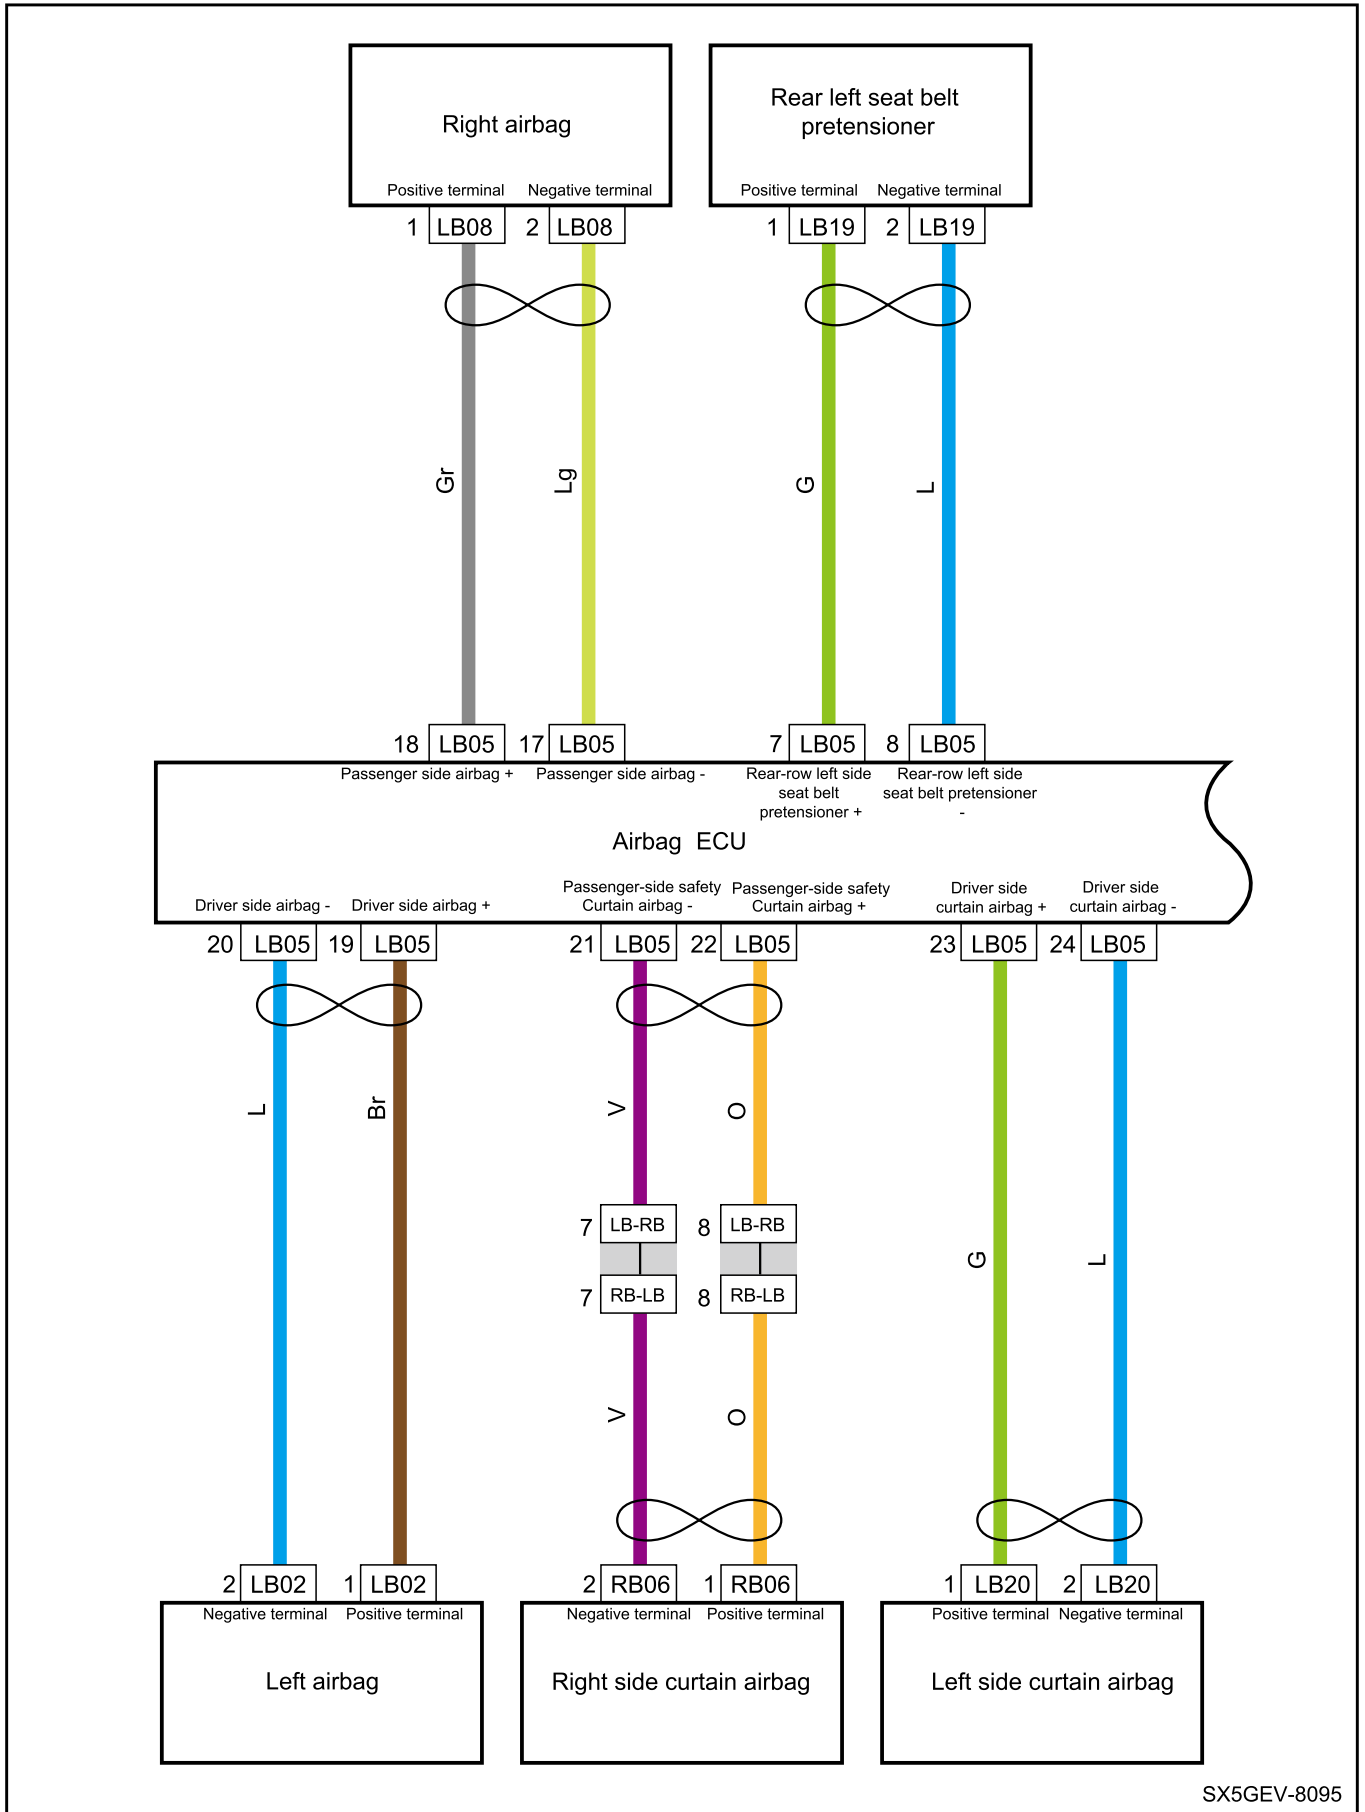 Right airbag
Rear left seat belt
pretensioner
Positive terminal
Negative terminal
Positive terminal
Negative terminal
1 LB08
2 LB08
1 LB19
2 LB19
Gr
Lg
G
L
18 LB05
17 LB05
7 LB05
8 LB05
Passenger side airbag +
Passenger side airbag -
Rear-row left side
seat belt
pretensioner +
Rear-row left side
seat belt pretensioner
-
Airbag ECU
Driver side airbag -
Driver side airbag +
Passenger-side safety
Curtain airbag -
Passenger-side safety
Curtain airbag +
Driver side
curtain airbag +
Driver side
curtain airbag -
20 LB05
19 LB05
21 LB05
22 LB05
23 LB05
24 LB05
L
Br
V
O
7 LB-RB
8 LB-RB
G
L
7 RB-LB
8 RB-LB
V
O
2 LB02
1 LB02
2 RB06
1 RB06
1 LB20
2 LB20
Negative terminal
Positive terminal
Negative terminal
Positive terminal
Positive terminal
Negative terminal
Left airbag
Right side curtain airbag
Left side curtain airbag
SX5GEV-8095